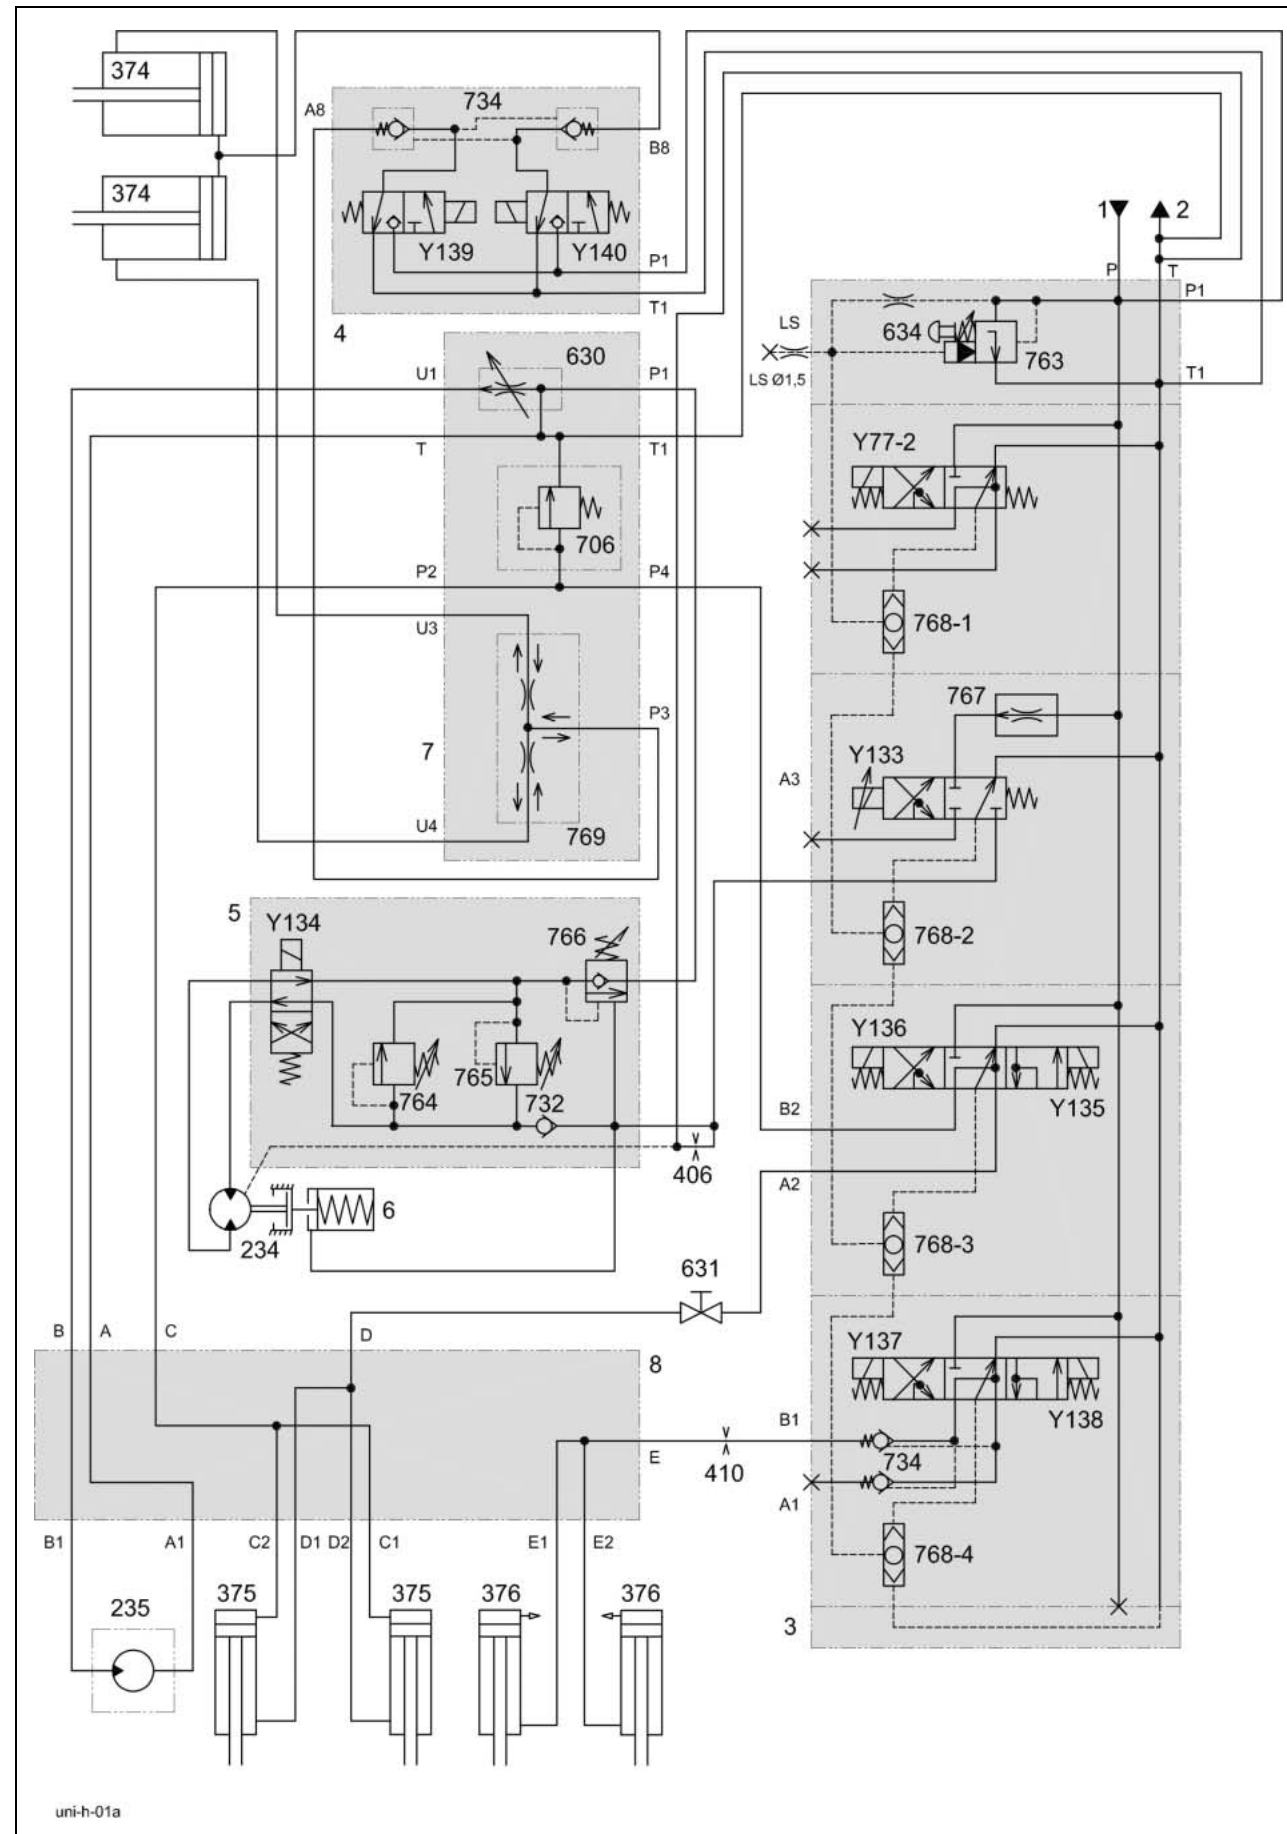 374
A8
734
B8
374
1
2
Y139
Y140
P1
P
T
T1
P1
4
LS
634
763
630
U1
P1
LS Ø1,5
T1
T
T1
Y77-2
706
P2
P4
U3
768-1
767
P3
7
Y133
A3
U4
769
5
Y134
766
768-2
Y136
764
765
732
Y135
B2
406
A2
6
234
768-3
631
B
A
C
D
8
Y137
Y138
B1
E
410
734
A1
B1
A1
C2
D1
D2
C1
E1
E2
768-4
235
375
375
376
376
3
uni-h-01a